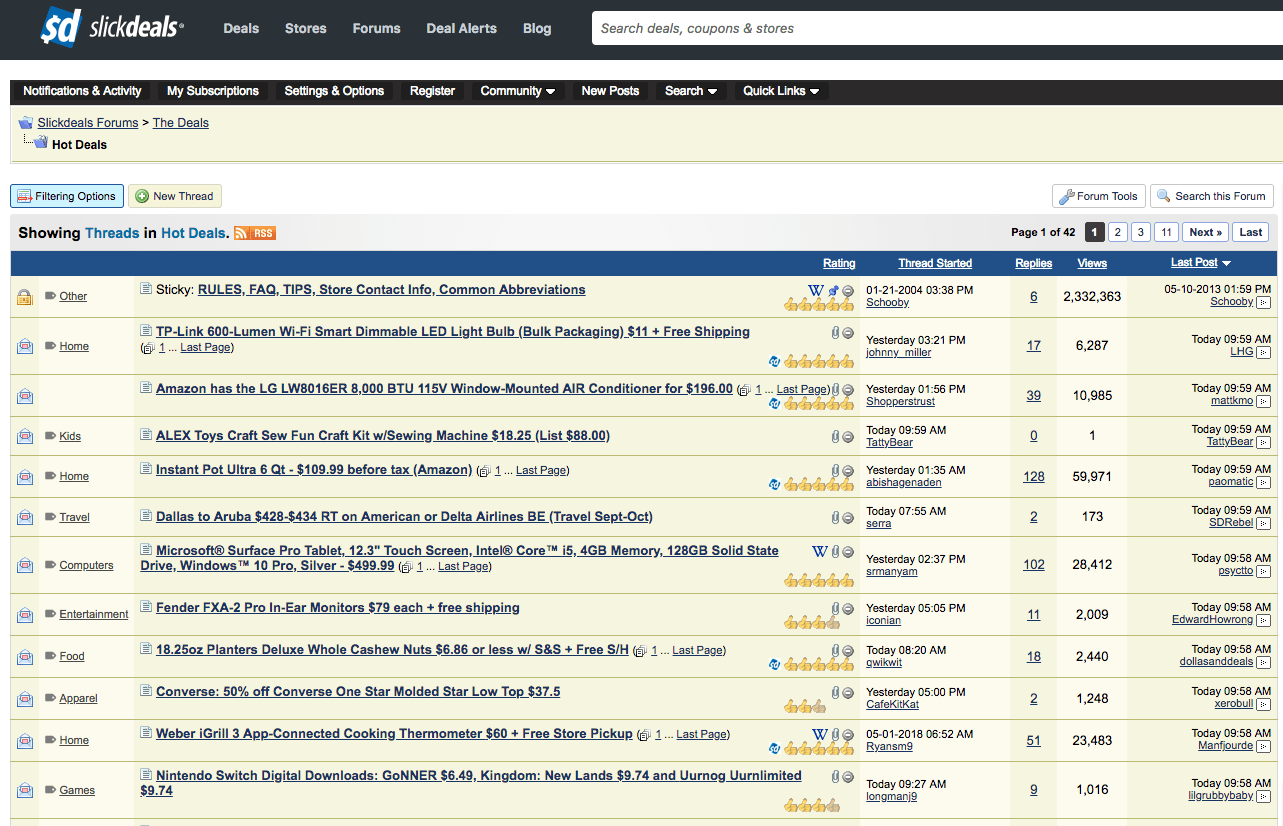 $d slickdeals® Deals Stores Forums Deal Alerts Blog Search deals, coupons & stores
Notifications & Activity My Subscriptions Settings & Options Register Community New Posts Search Quick Links
Slickdeals Forums > The Deals
Hot Deals
Filtering Options New Thread Forum Tools Search this Forum
Showing Threads in Hot Deals. RSS Page 1 of 42 1 2 3 11 Next » Last
Rating Thread Started Replies Views Last Post
Other Sticky: RULES, FAQ, TIPS, Store Contact Info, Common Abbreviations W 01-21-2004 03:38 PM 6 2,332,363 05-10-2013 01:59 PM
Schooby Schooby
Home TP-Link 600-Lumen Wi-Fi Smart Dimmable LED Light Bulb (Bulk Packaging) $11 + Free Shipping Yesterday 03:21 PM 17 6,287 Today 09:59 AM
(1 ... Last Page) johnny_miller LHG
Amazon has the LG LW8016ER 8,000 BTU 115V Window-Mounted AIR Conditioner for $196.00 (1 ... Last Page) Yesterday 01:56 PM 39 10,985 Today 09:59 AM
Shopperstrust mattkmo
Kids ALEX Toys Craft Sew Fun Craft Kit w/Sewing Machine $18.25 (List $88.00) Today 09:59 AM 0 1 Today 09:59 AM
TattyBear TattyBear
Home Instant Pot Ultra 6 Qt - $109.99 before tax (Amazon) (1 ... Last Page) Yesterday 01:35 AM 128 59,971 Today 09:59 AM
abishagenaden paomatic
Travel Dallas to Aruba $428-$434 RT on American or Delta Airlines BE (Travel Sept-Oct) Today 07:55 AM 2 173 Today 09:59 AM
serra SDRebel
Computers Microsoft® Surface Pro Tablet, 12.3" Touch Screen, Intel® Core™ i5, 4GB Memory, 128GB Solid State W Yesterday 02:37 PM 102 28,412 Today 09:58 AM
Drive, Windows™ 10 Pro, Silver - $499.99 (1 ... Last Page) srmanyam psyctto
Entertainment Fender FXA-2 Pro In-Ear Monitors $79 each + free shipping Yesterday 05:05 PM 11 2,009 Today 09:58 AM
iconian EdwardHowrong
Food 18.25oz Planters Deluxe Whole Cashew Nuts $6.86 or less w/ S&S + Free S/H (1 ... Last Page) Today 08:20 AM 18 2,440 Today 09:58 AM
qwikwit dollasanddeals
Apparel Converse: 50% off Converse One Star Molded Star Low Top $37.5 Yesterday 05:00 PM 2 1,248 Today 09:58 AM
CafeKitKat xerobull
Home Weber iGrill 3 App-Connected Cooking Thermometer $60 + Free Store Pickup (1 ... Last Page) W 05-01-2018 06:52 AM 51 23,483 Today 09:58 AM
Ryansm9 Manfjourde
Games Nintendo Switch Digital Downloads: GoNNER $6.49, Kingdom: New Lands $9.74 and Uurnog Uurnlimited Today 09:27 AM 9 1,016 Today 09:58 AM
$9.74 longmanj9 lilgrubbybaby